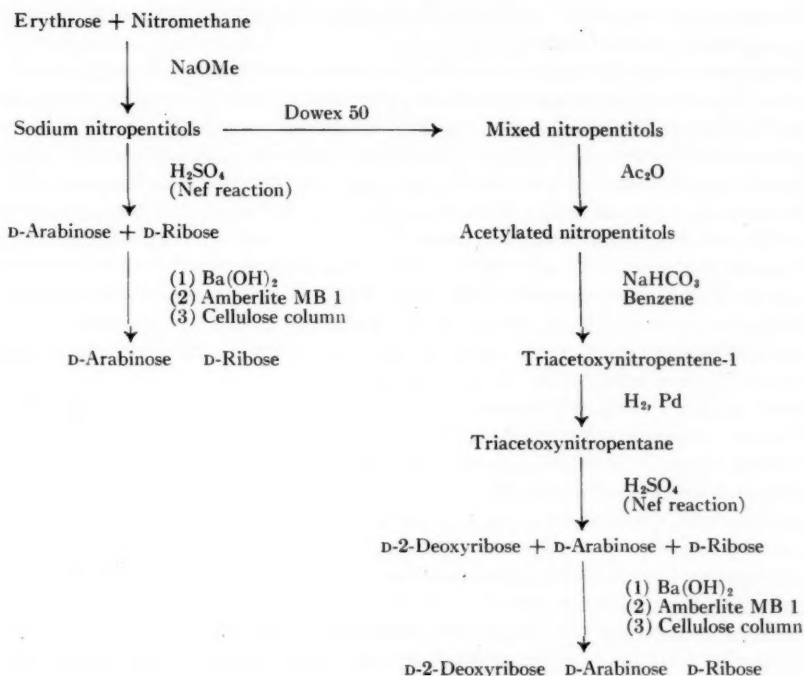 Erythrose + Nitromethane
NaOMe
Sodium nitropentitols
Dowex 50
Mixed nitropentitols
H₂SO₄
(Nef reaction)
Ac₂O
D-Arabinose + D-Ribose
Acetylated nitropentitols
(1) Ba(OH)₂
(2) Amberlite MB 1
(3) Cellulose column
NaHCO₃
Benzene
D-Arabinose D-Ribose
Triacetoxynitropentene-1
H₂, Pd
Triacetoxynitropentane
H₂SO₄
(Nef reaction)
D-2-Deoxyribose + D-Arabinose + D-Ribose
(1) Ba(OH)₂
(2) Amberlite MB 1
(3) Cellulose column
D-2-Deoxyribose D-Arabinose D-Ribose